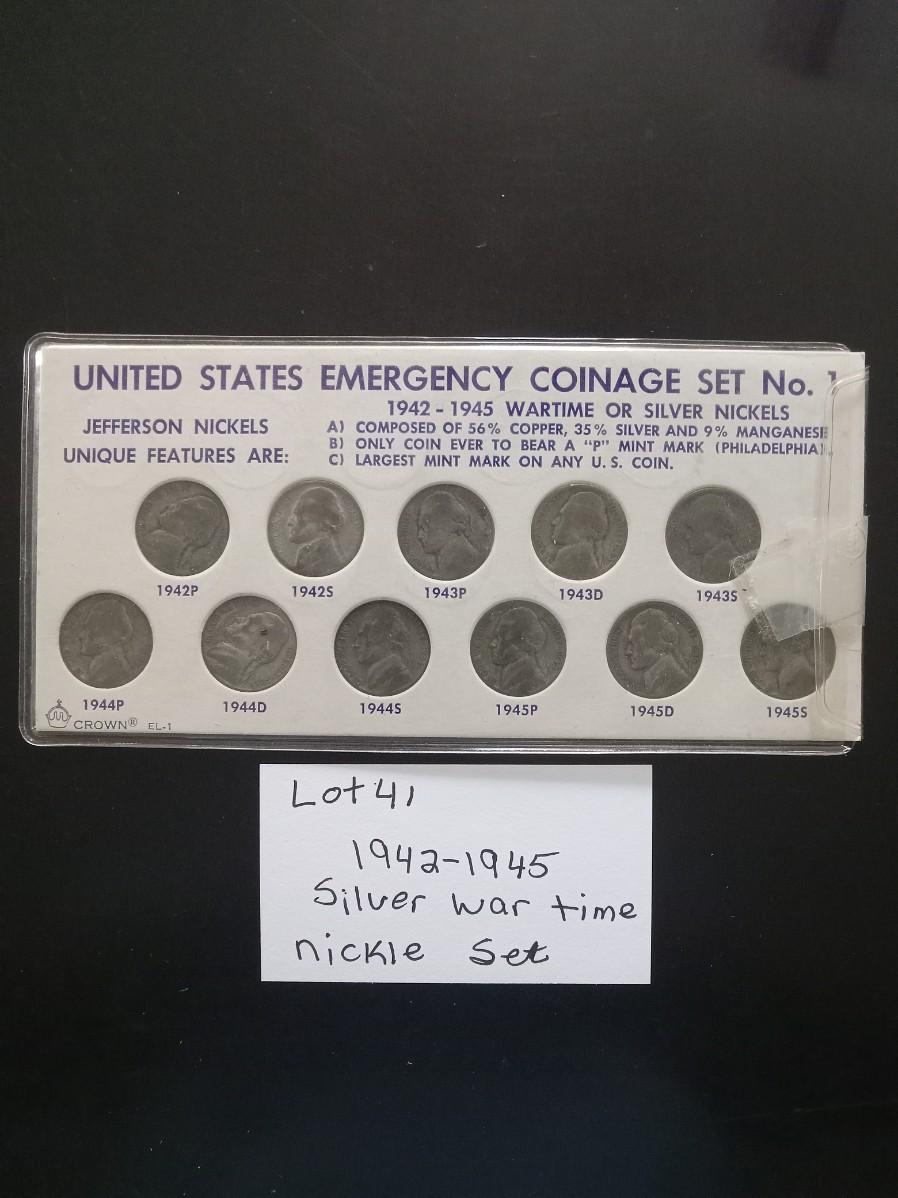 UNITED STATES EMERGENCY COINAGE SET No. 1
1942 - 1945 WARTIME OR SILVER NICKELS
JEFFERSON NICKELS
UNIQUE FEATURES ARE:
A) COMPOSED OF 56% COPPER, 35% SILVER AND 9% MANGANESE
B) ONLY COIN EVER TO BEAR A "P" MINT MARK (PHILADELPHIA).
C) LARGEST MINT MARK ON ANY U.S. COIN.
1942P 1942S 1943P 1943D 1943S
1944P 1944D 1944S 1945P 1945D 1945S
CROWN® EL-1
Lot 41
1942-1945
Silver war time
nickle Set